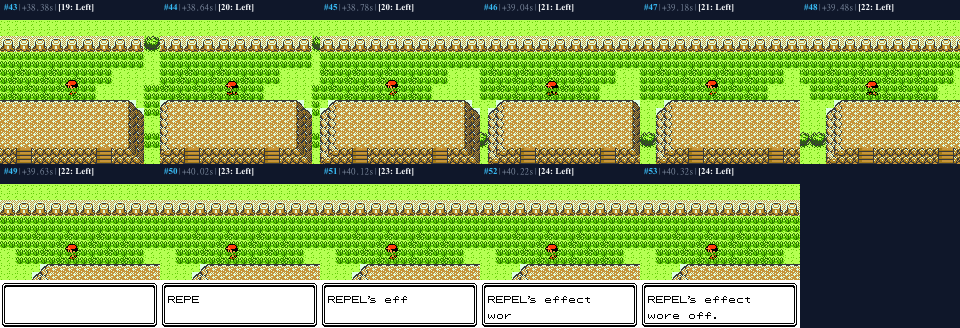 #43|+38.38s|[19: Left]
#44|+38.64s|[20: Left]
#45|+38.78s|[20: Left]
#46|+39.04s|[21: Left]
#47|+39.18s|[21: Left]
#48|+39.48s|[22: Left]
#49|+39.63s|[22: Left]
#50|+40.02s|[23: Left]
#51|+40.12s|[23: Left]
#52|+40.22s|[24: Left]
#53|+40.32s|[24: Left]
REPE
REPEL's eff
REPEL's effect
wor
REPEL's effect
wore off.